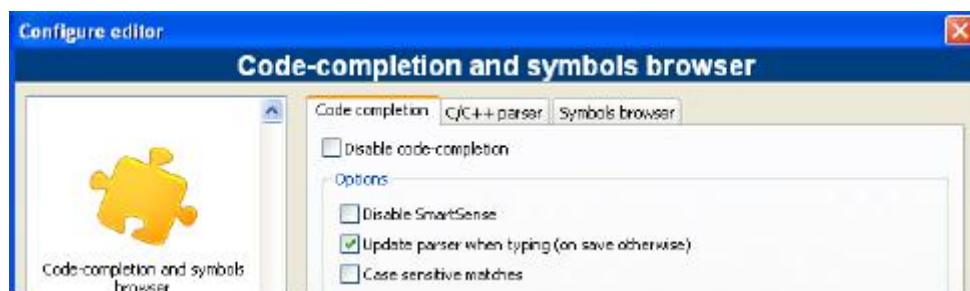 Configure editor
Code-completion and symbols browser
Code completion C/C++ parser Symbols browser
Disable code-completion
Options
Disable SmartSense
Update parser when typing (on save otherwise)
Case sensitive matches
Code-completion and symbols
browser